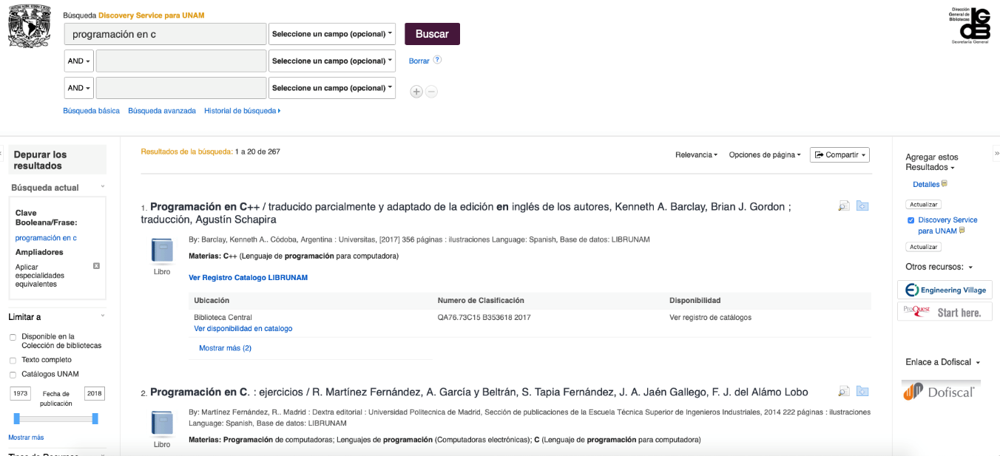 Búsqueda Discovery Service para UNAM
programación en c
Seleccione un campo (opcional)
Buscar
AND
Seleccione un campo (opcional)
Borrar ?
AND
Seleccione un campo (opcional)
Búsqueda básica Búsqueda avanzada Historial de búsqueda
Dirección
General de
Bibliotecas
Secretaría General
Depurar los
resultados
Búsqueda actual
Clave
Booleana/Frase:
programación en c
Ampliadores
Aplicar
especialidades
equivalentes
Limitar a
Disponible en la
Colección de bibliotecas
Texto completo
Catálogos UNAM
1973 Fecha de 2018
publicación
Mostrar más
Resultados de la búsqueda: 1 a 20 de 267
Relevancia Opciones de página Compartir
1. Programación en C++ / traducido parcialmente y adaptado de la edición en inglés de los autores, Kenneth A. Barclay, Brian J. Gordon ;
traducción, Agustín Schapira
By: Barclay, Kenneth A.. Códoba, Argentina : Universitas, [2017] 356 páginas : ilustraciones Language: Spanish, Base de datos: LIBRUNAM
Materias: C++ (Lenguaje de programación para computadora)
Libro
Ver Registro Catalogo LIBRUNAM
Ubicación Numero de Clasificación Disponibilidad
Biblioteca Central QA76.73C15 B353618 2017 Ver registro de catálogos
Ver disponibilidad en catalogo
Mostrar más (2)
2. Programación en C. : ejercicios / R. Martínez Fernández, A. García y Beltrán, S. Tapia Fernández, J. A. Jaén Gallego, F. J. del Alámo Lobo
By: Martínez Fernández, R.. Madrid : Dextra editorial : Universidad Politecnica de Madrid, Sección de publicaciones de la Escuela Técnica Superior de Ingenieros Industriales, 2014 222 páginas : ilustraciones
Language: Spanish, Base de datos: LIBRUNAM
Materias: Programación de computadoras; Lenguajes de programación (Computadoras electrónicas); C (Lenguaje de programación para computadora)
Libro
Agregar estos
Resultados
Detalles
Actualizar
Discovery Service
para UNAM
Actualizar
Otros recursos:
Engineering Village
ProQuest Start here.
Enlace a Dofiscal
Dofiscal